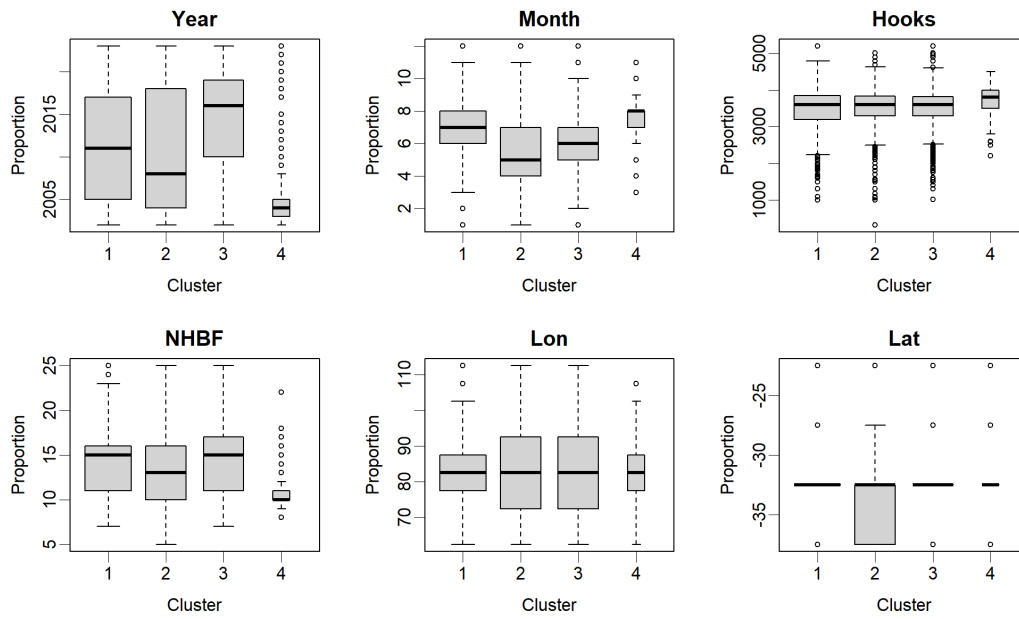 Year
Proportion
2015
2005
1 2 3 4
Cluster
Month
Proportion
10
8
6
4
2
1 2 3 4
Cluster
Hooks
Proportion
5000
3000
1000
1 2 3 4
Cluster
NHBF
Proportion
25
20
15
10
5
1 2 3 4
Cluster
Lon
Proportion
110
90
80
70
1 2 3 4
Cluster
Lat
Proportion
-25
-30
-35
1 2 3 4
Cluster